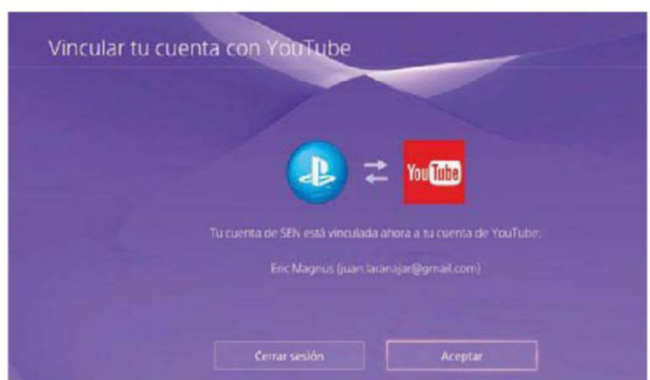 Vincular tu cuenta con YouTube
You Tube
Tu cuenta de SEN está vinculada ahora a tu cuenta de YouTube:
Eric Magnus (juan.laranajar@gmail.com)
Cerrar sesión
Aceptar